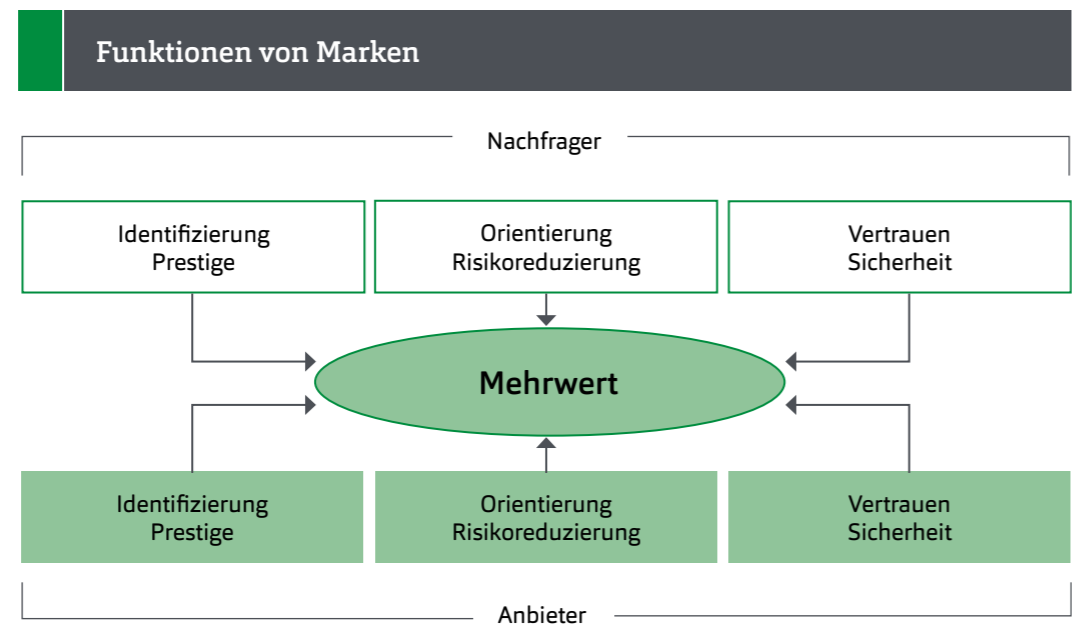 Funktionen von Marken
Nachfrager
Identifizierung
Prestige
Orientierung
Risikoreduzierung
Vertrauen
Sicherheit
Mehrwert
Identifizierung
Prestige
Orientierung
Risikoreduzierung
Vertrauen
Sicherheit
Anbieter